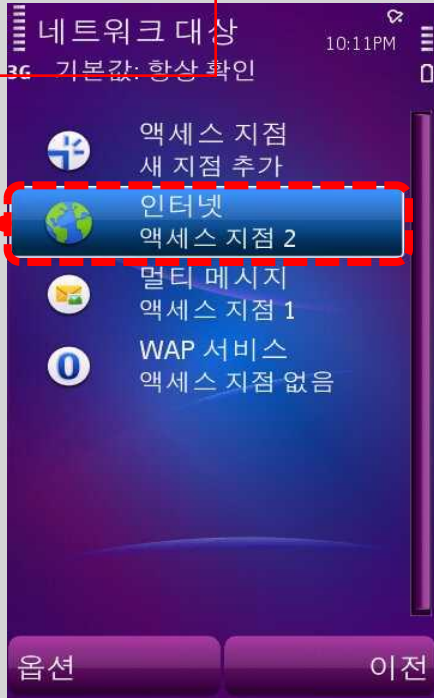 네트워크 대상
10:11PM
3G 기본값: 항상 확인
액세스 지점
새 지점 추가
인터넷
액세스 지점 2
멀티 메시지
액세스 지점 1
WAP 서비스
액세스 지점 없음
옵션
이전